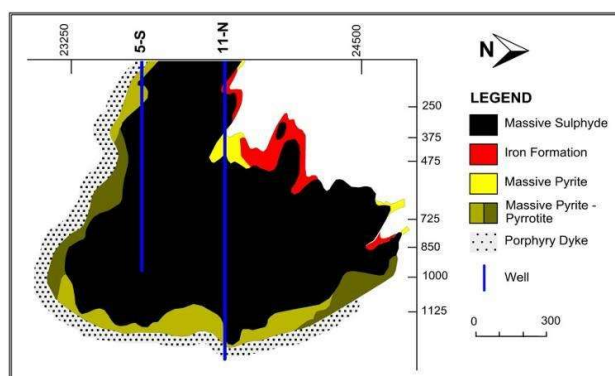 23250
5-S
11-N
24500
N
250
375
475
725
850
1000
1125
LEGEND
Massive Sulphyde
Iron Formation
Massive Pyrite
Massive Pyrite -
Pyrrotite
Porphyry Dyke
Well
0 300